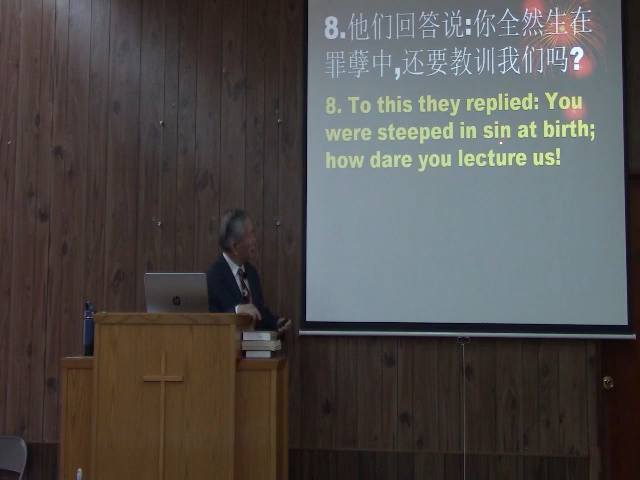 8.他们回答说:你全然生在
罪孽中,还要教训我们吗?
8. To this they replied: You
were steeped in sin at birth;
how dare you lecture us!
hp